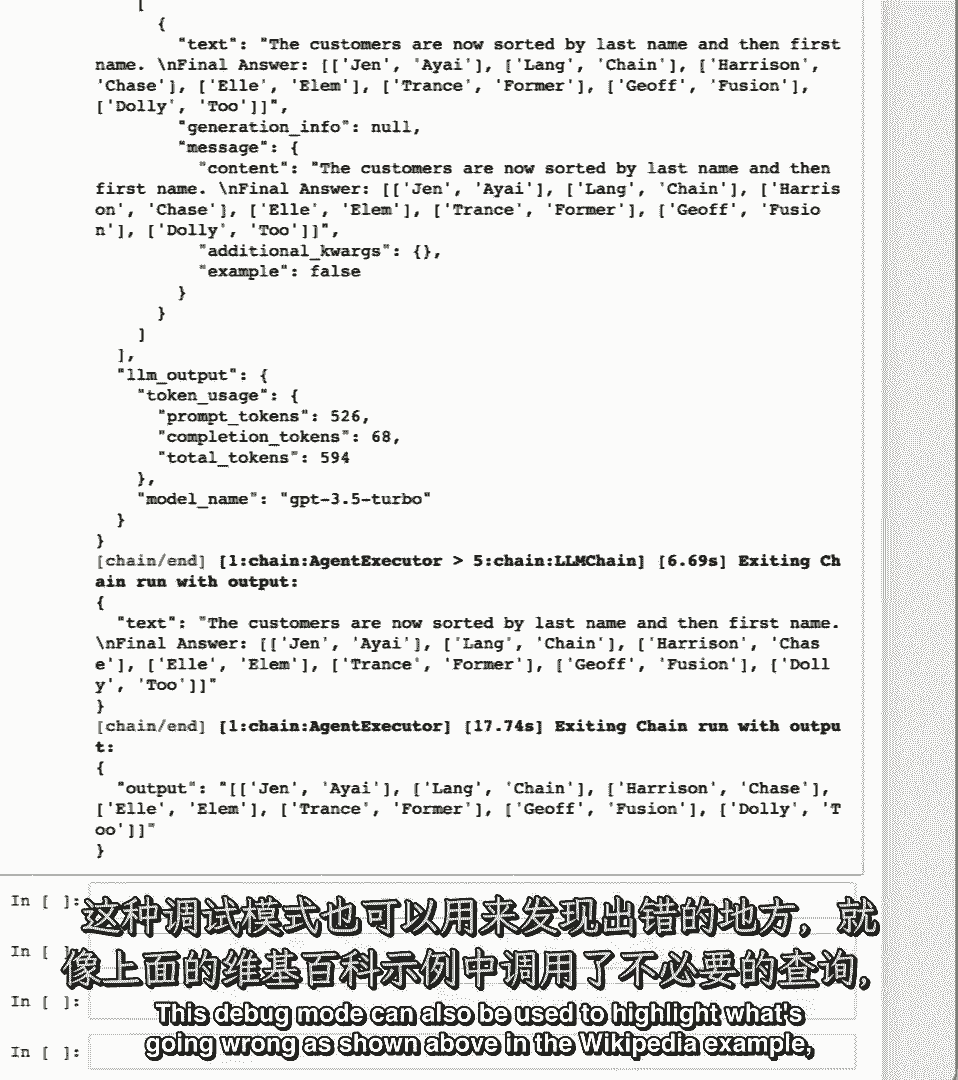 [
{
"text": "The customers are now sorted by last name and then first
name. \nFinal Answer: [['Jen', 'Ayai'], ['Lang', 'Chain'], ['Harrison',
'Chase'], ['Elle', 'Elem'], ['Trance', 'Former'], ['Geoff', 'Fusion'],
['Dolly', 'Too']]",
"generation_info": null,
"message": {
"content": "The customers are now sorted by last name and then
first name. \nFinal Answer: [['Jen', 'Ayai'], ['Lang', 'Chain'], ['Harris
on', 'Chase'], ['Elle', 'Elem'], ['Trance', 'Former'], ['Geoff', 'Fusio
n'], ['Dolly', 'Too']]",
"additional_kwargs": {},
"example": false
}
}
]
],
"llm_output": {
"token_usage": {
"prompt_tokens": 526,
"completion_tokens": 68,
"total_tokens": 594
},
"model_name": "gpt-3.5-turbo"
}
}
[chain/end] [1:chain:AgentExecutor > 5:chain:LLMChain] [6.69s] Exiting Ch
ain run with output:
{
"text": "The customers are now sorted by last name and then first name.
\nFinal Answer: [['Jen', 'Ayai'], ['Lang', 'Chain'], ['Harrison', 'Chas
e'], ['Elle', 'Elem'], ['Trance', 'Former'], ['Geoff', 'Fusion'], ['Doll
y', 'Too']]"
}
[chain/end] [1:chain:AgentExecutor] [17.74s] Exiting Chain run with outpu
t:
{
"output": "[['Jen', 'Ayai'], ['Lang', 'Chain'], ['Harrison', 'Chase'],
['Elle', 'Elem'], ['Trance', 'Former'], ['Geoff', 'Fusion'], ['Dolly', 'T
oo']]"
}
In [ ]:
这种调试模式也可以用来发现出错的地方，就
In [ ]:
像上面的维基百科示例中调用了不必要的查询,
In [ ]:
This debug mode can also be used to highlight what's
going wrong as shown above in the Wikipedia example,
In [ ]: